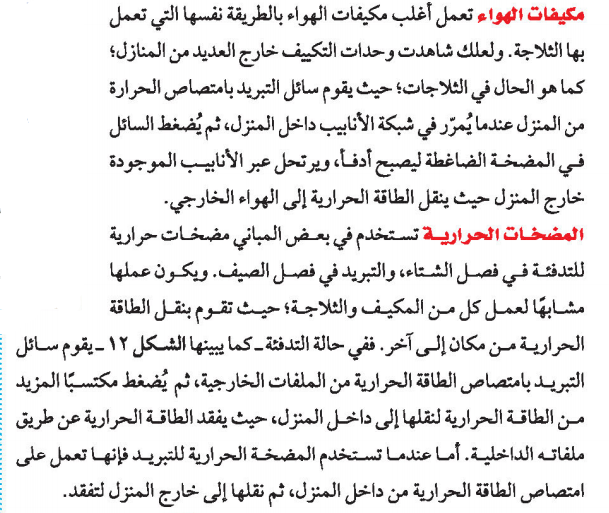 مكيفات الهواء تعمل أغلب مكيفات الهواء بالطريقة نفسها التي تعمل
بها الثلاجة. ولعلك شاهدت وحدات التكييف خارج العديد من المنازل؛
كما هو الحال في الثلاجات؛ حيث يقوم سائل التبريد بامتصاص الحرارة
من المنزل عندما يُمرّر في شبكة الأنابيب داخل المنزل، ثم يُضغط السائل
في المضخة الضاغطة ليصبح أدفأ، ويرتحل عبر الأنابيب الموجودة
خارج المنزل حيث ينقل الطاقة الحرارية إلى الهواء الخارجي.
المضخات الحرارية تستخدم في بعض المباني مضخات حرارية
للتدفئة في فصل الشتاء، والتبريد في فصل الصيف. ويكون عملها
مشابهًا لعمل كل من المكيف والثلاجة؛ حيث تقوم بنقل الطاقة
الحرارية من مكان إلى آخر. ففي حالة التدفئة ـ كما يبينها الشكل ١٢ ـ يقوم سائل
التبريد بامتصاص الطاقة الحرارية من الملفات الخارجية، ثم يُضغط مكتسبًا المزيد
من الطاقة الحرارية لنقلها إلى داخل المنزل، حيث يفقد الطاقة الحرارية عن طريق
ملفاته الداخلية. أما عندما تستخدم المضخة الحرارية للتبريد فإنها تعمل على
امتصاص الطاقة الحرارية من داخل المنزل، ثم نقلها إلى خارج المنزل لتفقد.